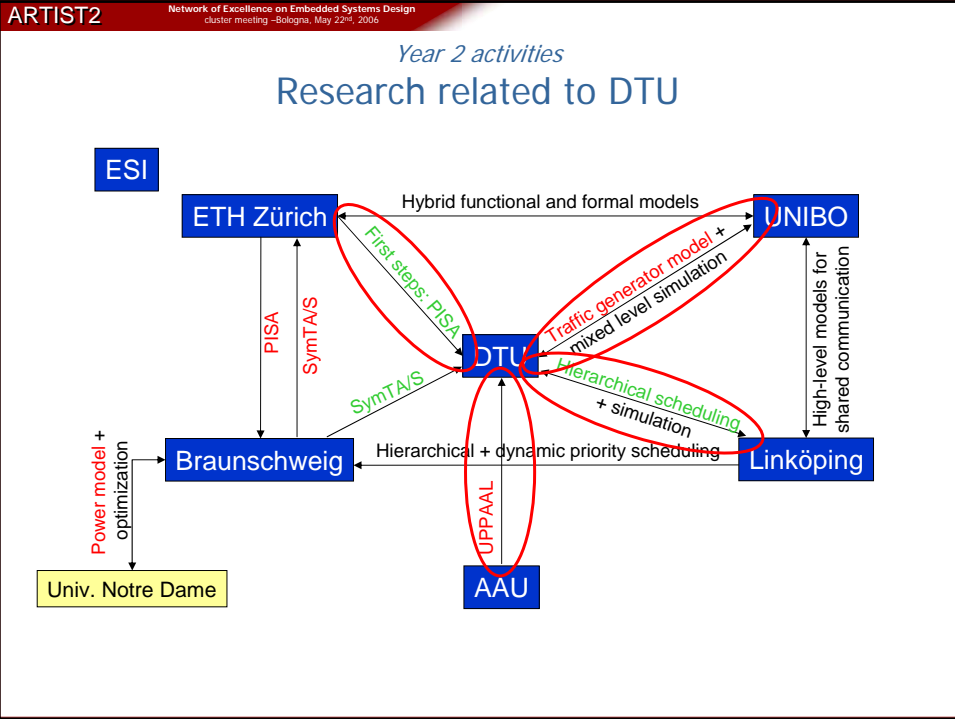 ARTIST2
Network of Excellence on Embedded Systems Design
cluster meeting –Bologna, May 22nd, 2006
Year 2 activities
Research related to DTU
ESI
ETH Zürich
Hybrid functional and formal models
UNIBO
First steps: PISA
Traffic generator model +
mixed level simulation
PISA
SymTA/S
High-level models for
shared communication
DTU
SymTA/S
Hierarchical scheduling
+ simulation
Power model +
optimization
Braunschweig
Hierarchical + dynamic priority scheduling
Linköping
UPPAAL
Univ. Notre Dame
AAU